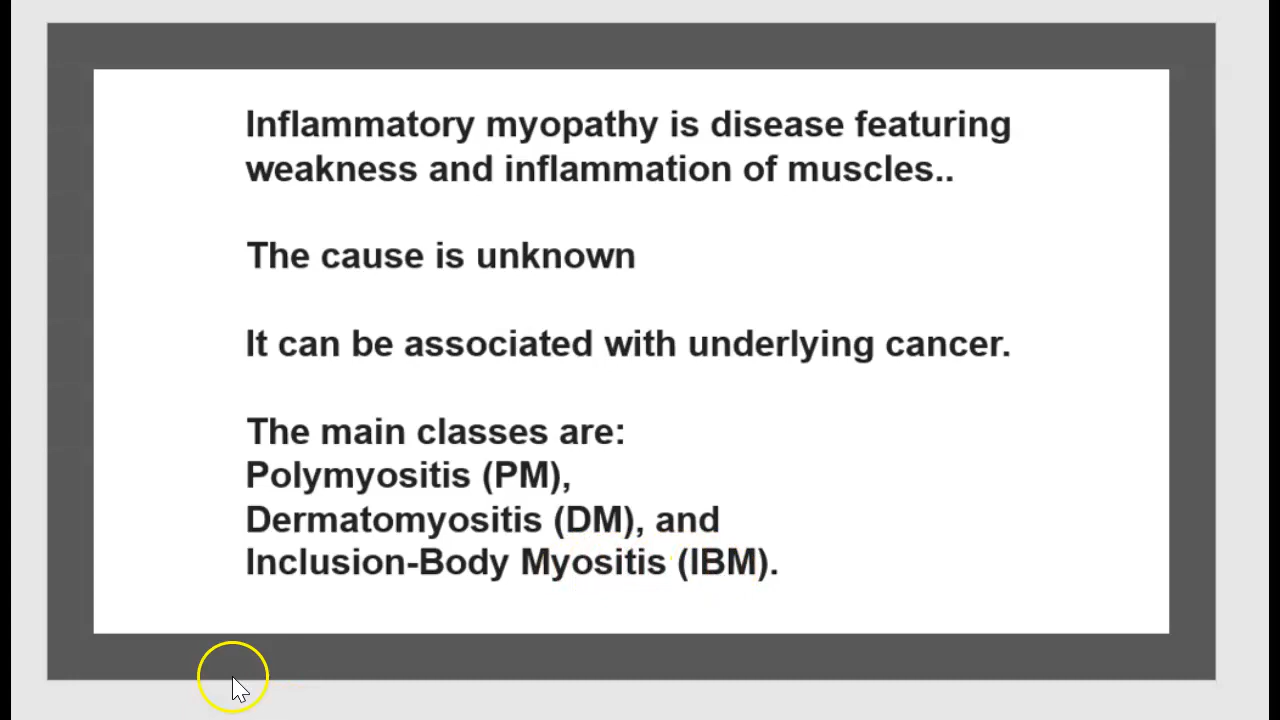 Inflammatory myopathy is disease featuring
weakness and inflammation of muscles..
The cause is unknown
It can be associated with underlying cancer.
The main classes are:
Polymyositis (PM),
Dermatomyositis (DM), and
Inclusion-Body Myositis (IBM).